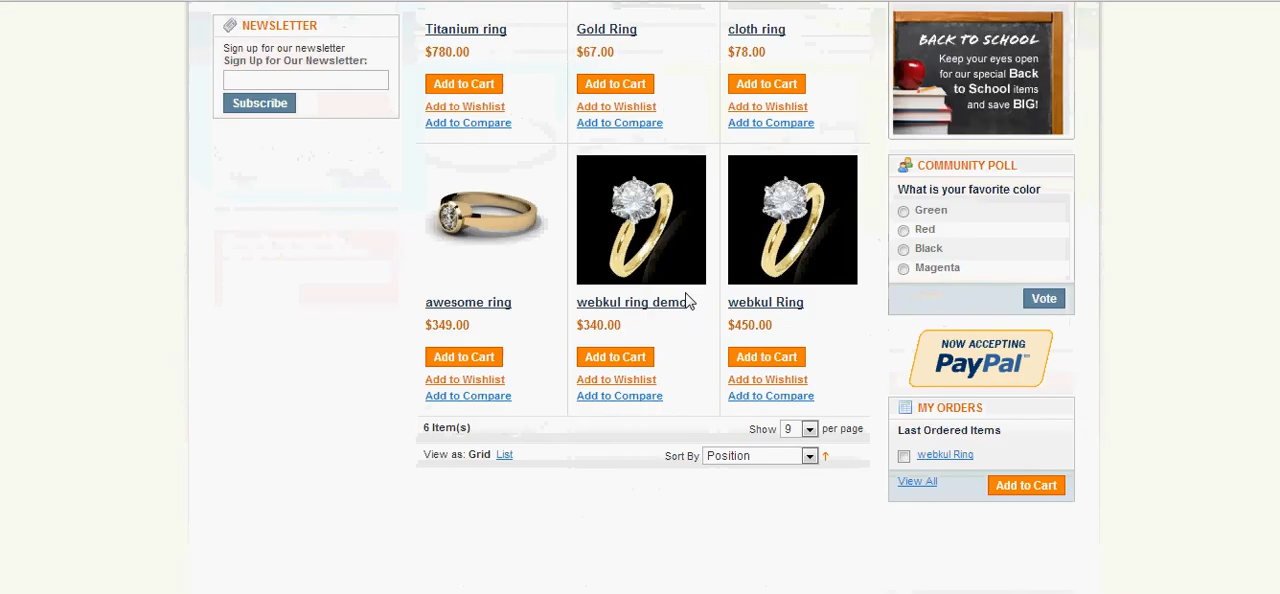 NEWSLETTER
Sign up for our newsletter
Sign Up for Our Newsletter:
Subscribe
Titanium ring
$780.00
Add to Cart
Add to Wishlist
Add to Compare
Gold Ring
$67.00
Add to Cart
Add to Wishlist
Add to Compare
cloth ring
$78.00
Add to Cart
Add to Wishlist
Add to Compare
awesome ring
$349.00
Add to Cart
Add to Wishlist
Add to Compare
webkul ring demo
$340.00
Add to Cart
Add to Wishlist
Add to Compare
webkul Ring
$450.00
Add to Cart
Add to Wishlist
Add to Compare
6 Item(s)
Show 9 per page
View as: Grid List
Sort By Position
BACK TO SCHOOL
Keep your eyes open
for our special Back
to School items
and save BIG!
COMMUNITY POLL
What is your favorite color
Green
Red
Black
Magenta
Vote
NOW ACCEPTING
PayPal™
MY ORDERS
Last Ordered Items
webkul Ring
View All
Add to Cart